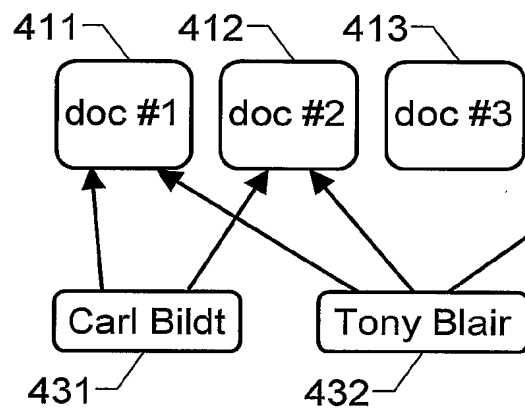 411 412 413
doc #1 doc #2 doc #3
Carl Bildt Tony Blair
431 432